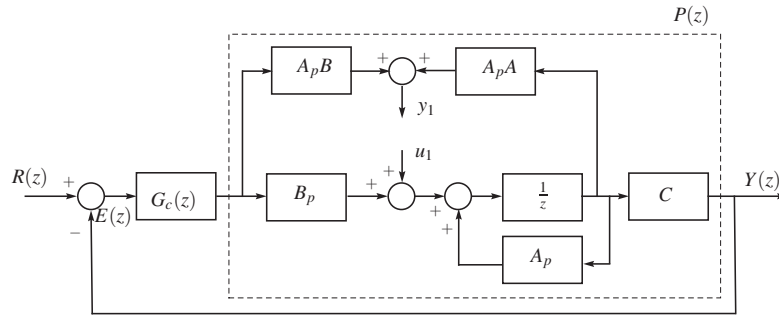 P(z)
A_pB
+
+
A_pA
y_1
u_1
R(z)
+
E(z)
−
G_c(z)
B_p
+
+
+
+
1/z
C
Y(z)
A_p